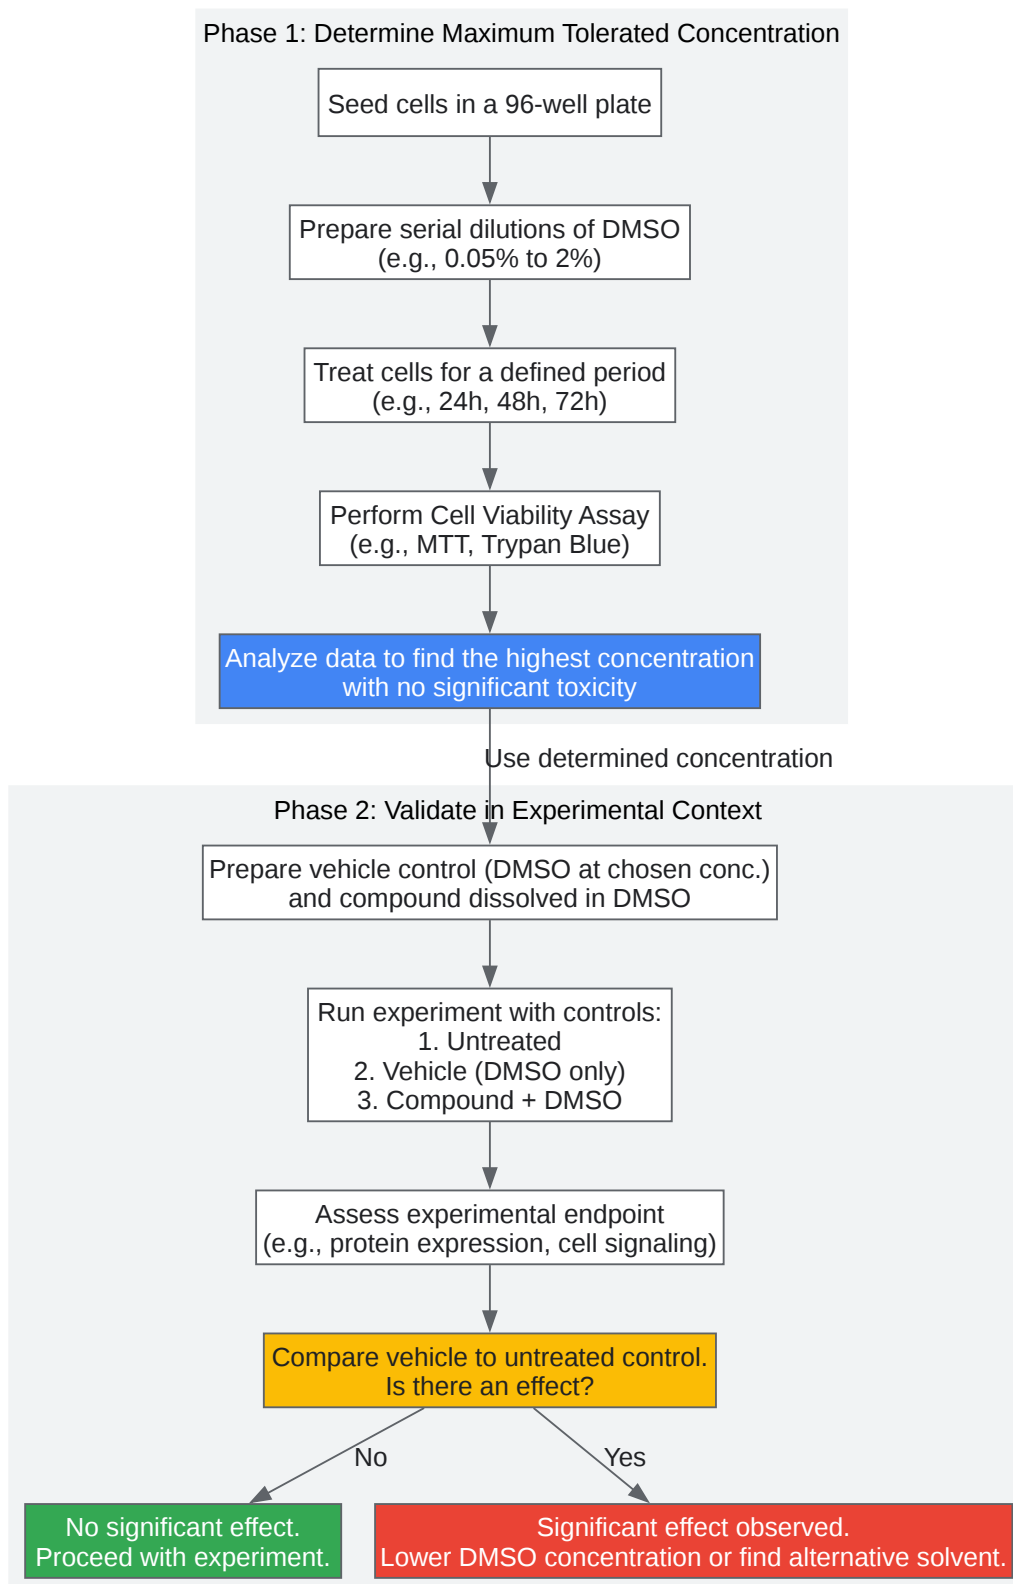 Phase 1: Determine Maximum Tolerated Concentration
Seed cells in a 96-well plate
Prepare serial dilutions of DMSO
(e.g., 0.05% to 2%)
Treat cells for a defined period
(e.g., 24h, 48h, 72h)
Perform Cell Viability Assay
(e.g., MTT, Trypan Blue)
Analyze data to find the highest concentration
with no significant toxicity
Use determined concentration
Phase 2: Validate in Experimental Context
Prepare vehicle control (DMSO at chosen conc.)
and compound dissolved in DMSO
Run experiment with controls:
1. Untreated
2. Vehicle (DMSO only)
3. Compound + DMSO
Assess experimental endpoint
(e.g., protein expression, cell signaling)
Compare vehicle to untreated control.
Is there an effect?
No
Yes
No significant effect.
Proceed with experiment.
Significant effect observed.
Lower DMSO concentration or find alternative solvent.